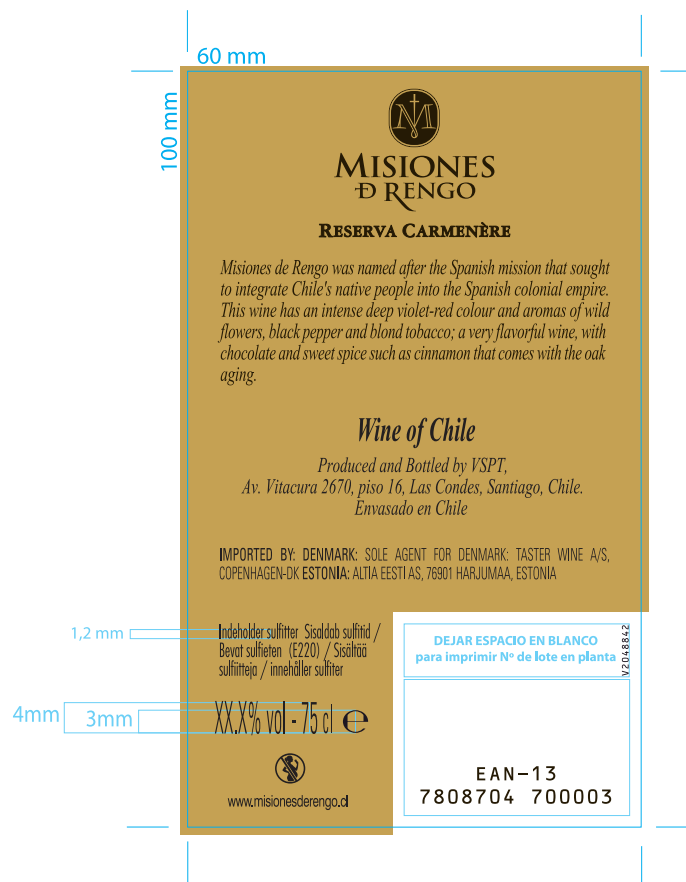 60 mm
100 mm
M
MISIONES
D RENGO
RESERVA CARMENÈRE
Misiones de Rengo was named after the Spanish mission that sought
to integrate Chile's native people into the Spanish colonial empire.
This wine has an intense deep violet-red colour and aromas of wild
flowers, black pepper and blond tobacco; a very flavorful wine, with
chocolate and sweet spice such as cinnamon that comes with the oak
aging.
Wine of Chile
Produced and Bottled by VSPT,
Av. Vitacura 2670, piso 16, Las Condes, Santiago, Chile.
Envasado en Chile
IMPORTED BY: DENMARK: SOLE AGENT FOR DENMARK: TASTER WINE A/S,
COPENHAGEN-DK ESTONIA: ALTIA EESTI AS, 76901 HARJUMAA, ESTONIA
1,2 mm
Indeholder sulfitter Sisaldab sulfitid /
Bevat sulfieten (E220) / Sisältää
sulfiitteja / innehåller sulfiter
DEJAR ESPACIO EN BLANCO
para imprimir Nº de lote en planta
V2048842
4mm
3mm
XX.X% vol - 75 cl ℮
www.misionesderengo.cl
EAN-13
7808704 700003